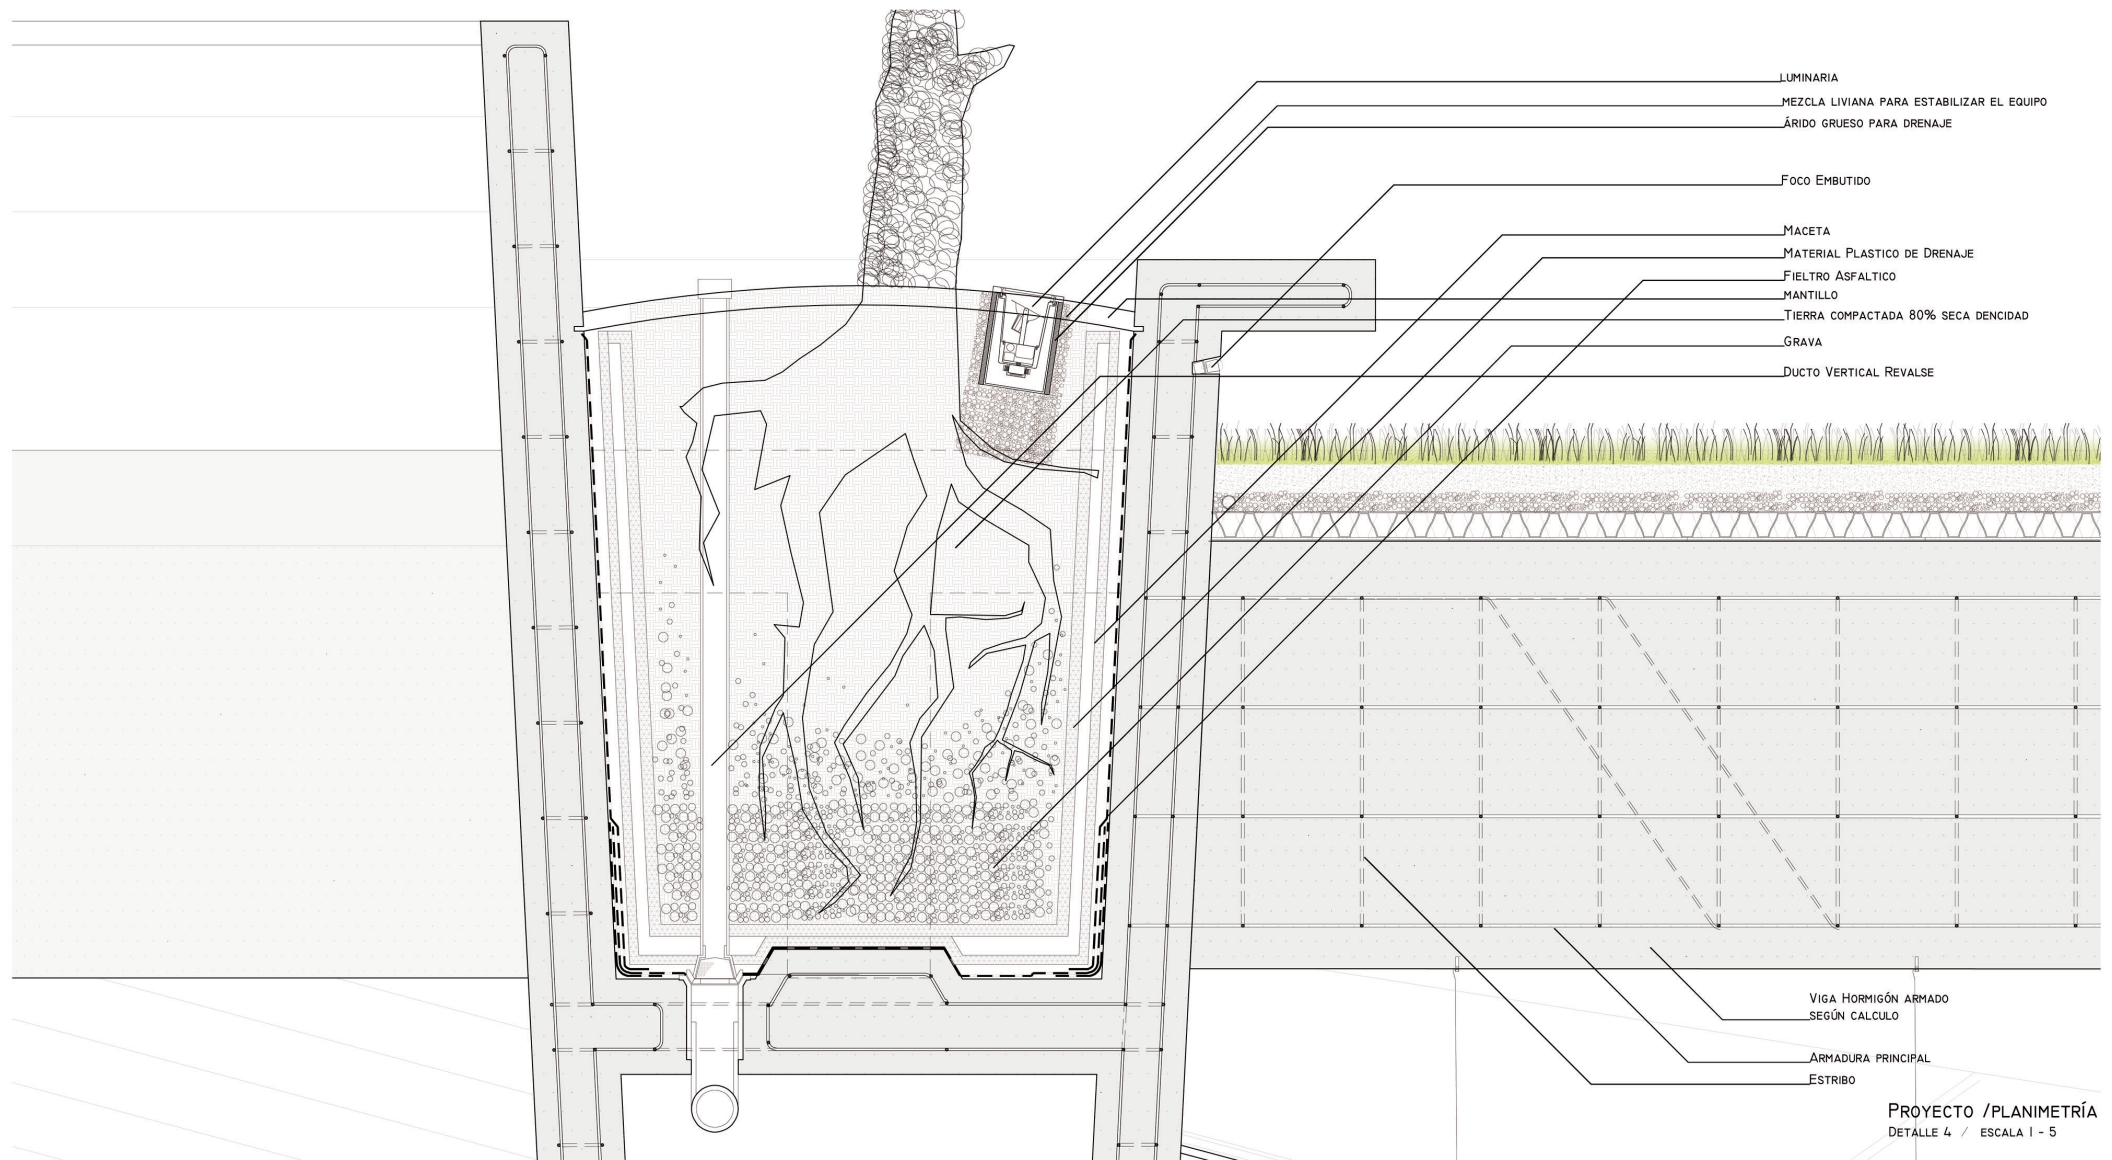 LUMINARIA
MEZCLA LIVIANA PARA ESTABILIZAR EL EQUIPO
ÁRIDO GRUESO PARA DRENAJE
FOCO EMBUTIDO
MACETA
MATERIAL PLASTICO DE DRENAJE
FIELTRO ASFALTICO
MANTILLO
TIERRA COMPACTADA 80% SECA DENCIDAD
GRAVA
DUCTO VERTICAL REVALSE
VIGA HORMIGÓN ARMADO
SEGÚN CALCULO
ARMADURA PRINCIPAL
ESTRIBO
PROYECTO /PLANIMETRÍA
DETALLE 4 / ESCALA 1 - 5